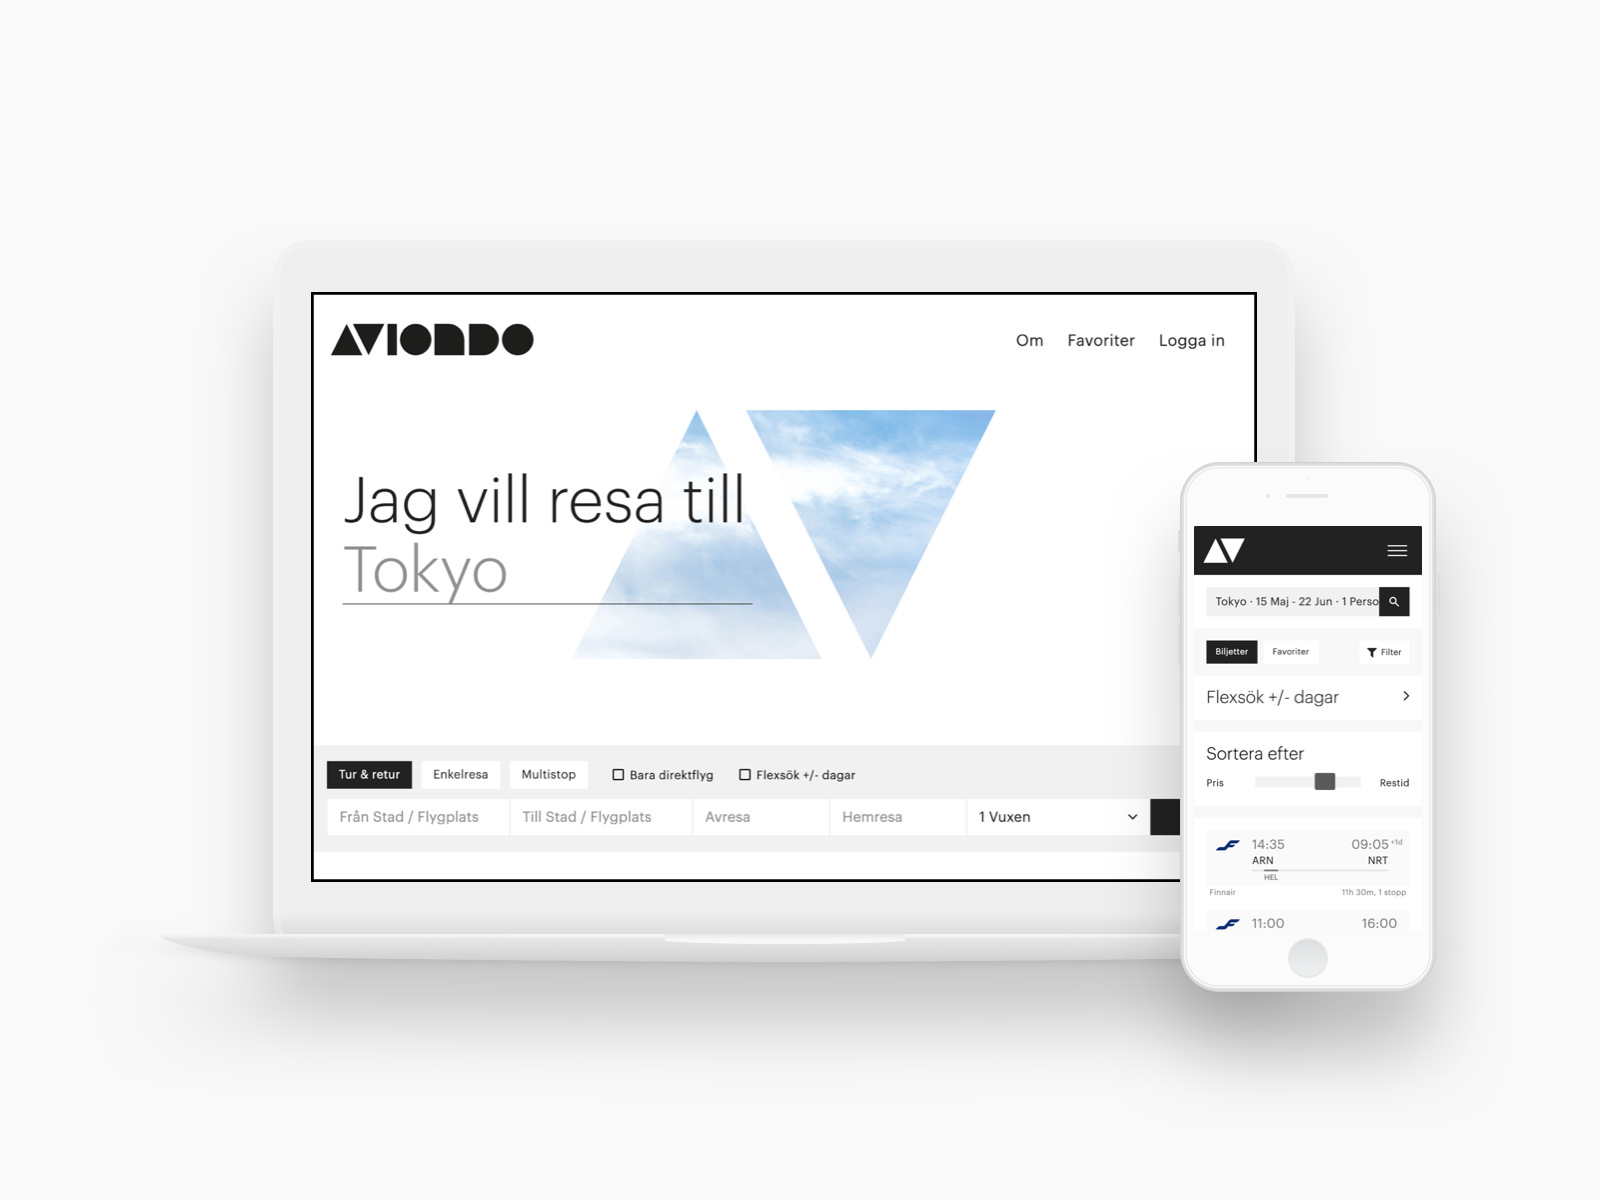 AVIONDO
Om Favoriter Logga in
Jag vill resa till
Tokyo
Tur & retur Enkelresa Multistop Bara direktflyg Flexsök +/- dagar
Från Stad / Flygplats Till Stad / Flygplats Avresa Hemresa 1 Vuxen
AV
Tokyo · 15 Maj - 22 Jun · 1 Perso
Biljetter Favoriter Filter
Flexsök +/- dagar
Sortera efter
Pris Restid
14:35 09:05 +1d
ARN NRT
HEL
Finnair 11h 30m, 1 stopp
11:00 16:00